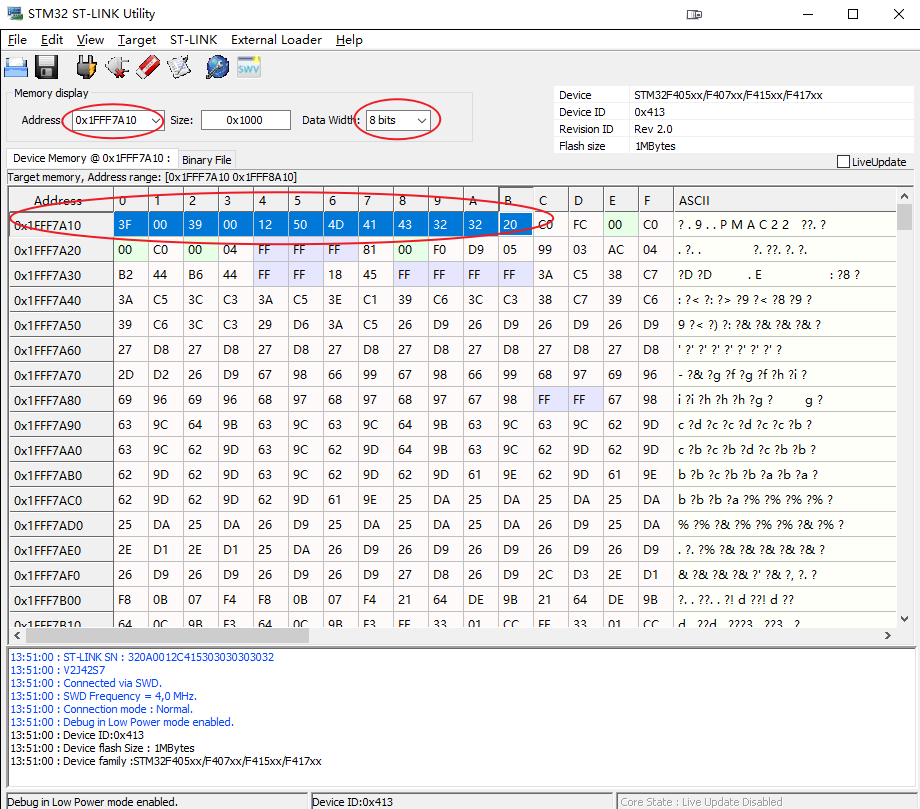 STM32 ST-LINK Utility
File Edit View Target ST-LINK External Loader Help
SWV
Memory display
Address: 0x1FFF7A10 Size: 0x1000 Data Width: 8 bits
Device STM32F405xx/F407xx/F415xx/F417xx
Device ID 0x413
Revision ID Rev 2.0
Flash size 1MBytes
Device Memory @ 0x1FFF7A10 : Binary File
LiveUpdate
Target memory, Address range: [0x1FFF7A10 0x1FFF8A10]
Address 0 1 2 3 4 5 6 7 8 9 A B C D E F ASCII
0x1FFF7A10 3F 00 39 00 12 50 4D 41 43 32 32 20 C0 FC 00 C0 ? . 9 . . P M A C 2 2 ?? . ?
0x1FFF7A20 00 C0 00 04 FF FF FF 81 00 F0 D9 05 99 03 AC 04 . ? . . ? . ?? . ? . ? .
0x1FFF7A30 B2 44 B6 44 FF FF 18 45 FF FF FF FF 3A C5 38 C7 ?D ?D . E : ?8 ?
0x1FFF7A40 3A C5 3C C3 3A C5 3E C1 39 C6 3C C3 38 C7 39 C6 : ?< ?: ?> ?9 ?< ?8 ?9 ?
0x1FFF7A50 39 C6 3C C3 29 D6 3A C5 26 D9 26 D9 26 D9 26 D9 9 ?< ?) ?: ?& ?& ?& ?& ?
0x1FFF7A60 27 D8 27 D8 27 D8 27 D8 27 D8 27 D8 27 D8 27 D8 ' ?' ?' ?' ?' ?' ?' ?' ?
0x1FFF7A70 2D D2 26 D9 67 98 66 99 67 98 66 99 68 97 69 96 - ?& ?g ?f ?g ?f ?h ?i ?
0x1FFF7A80 69 96 69 96 68 97 68 97 68 97 67 98 FF FF 67 98 i ?i ?h ?h ?h ?g ? g ?
0x1FFF7A90 63 9C 64 9B 63 9C 63 9C 64 9B 63 9C 63 9C 62 9D c ?d ?c ?c ?d ?c ?c ?b ?
0x1FFF7AA0 63 9C 62 9D 63 9C 62 9D 64 9B 63 9C 62 9D 62 9D c ?b ?c ?b ?d ?c ?b ?b ?
0x1FFF7AB0 62 9D 62 9D 63 9C 62 9D 62 9D 61 9E 62 9D 61 9E b ?b ?c ?b ?b ?a ?b ?a ?
0x1FFF7AC0 62 9D 62 9D 62 9D 61 9E 25 DA 25 DA 25 DA 25 DA b ?b ?b ?a ?% ?% ?% ?% ?
0x1FFF7AD0 25 DA 25 DA 26 D9 25 DA 25 DA 25 DA 26 D9 25 DA % ?% ?& ?% ?% ?% ?& ?% ?
0x1FFF7AE0 2E D1 2E D1 25 DA 26 D9 26 D9 26 D9 26 D9 26 D9 . ?. ?% ?& ?& ?& ?& ?& ?
0x1FFF7AF0 26 D9 26 D9 26 D9 26 D9 27 D8 26 D9 2C D3 2E D1 & ?& ?& ?& ?' ?& ?, ?. ?
0x1FFF7B00 F8 0B 07 F4 F8 0B 07 F4 21 64 DE 9B 21 64 DE 9B ? . . ?? . . ? ! d ?? ! d ??
0x1FFF7B10 64 0C 9B F3 64 0C 9B F3 FF 33 01 CC FF 33 01 CC
13:51:00 : ST-LINK SN : 320A0012C415303030303032
13:51:00 : V2J42S7
13:51:00 : Connected via SWD.
13:51:00 : SWD Frequency = 4,0 MHz.
13:51:00 : Connection mode : Normal.
13:51:00 : Debug in Low Power mode enabled.
13:51:00 : Device ID:0x413
13:51:00 : Device flash Size : 1MBytes
13:51:00 : Device family :STM32F405xx/F407xx/F415xx/F417xx
Debug in Low Power mode enabled. Device ID:0x413 Core State : Live Update Disabled